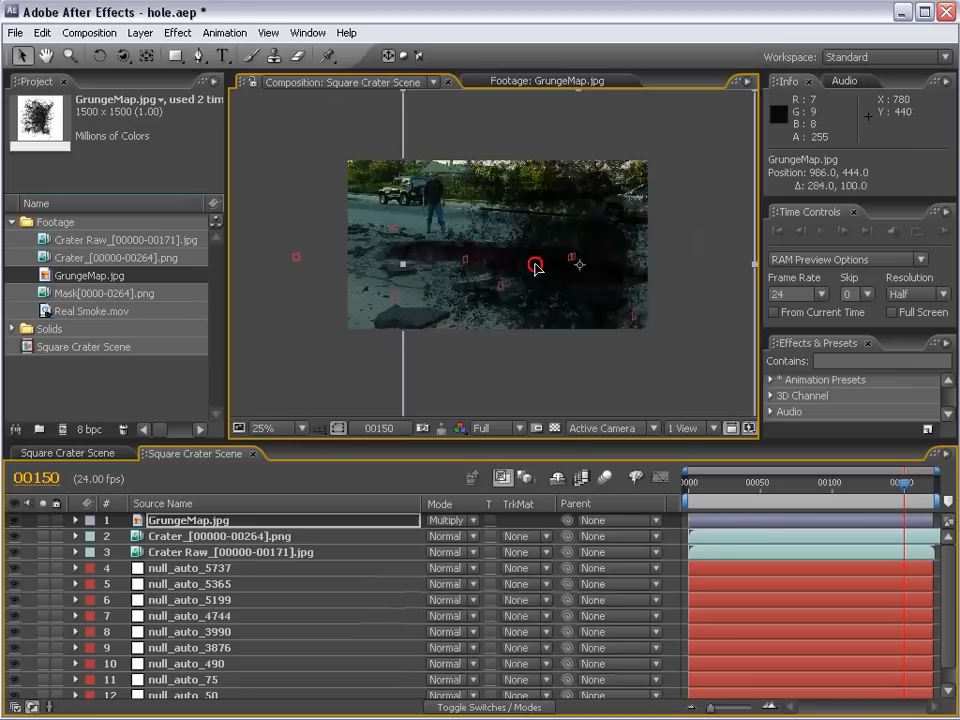 Adobe After Effects - hole.aep *
File Edit Composition Layer Effect Animation View Window Help
Workspace: Standard
Project
Composition: Square Crater Scene
Footage: GrungeMap.jpg
Info
Audio
GrungeMap.jpg, used 2 tim
1500 x 1500 (1.00)
Millions of Colors
R : 7
G : 9
B : 8
A : 255
X : 780
Y : 440
GrungeMap.jpg
Position: 986.0, 444.0
Δ: 284.0, 100.0
Name
Footage
Crater Raw_[00000-00171].jpg
Crater_[00000-00264].png
GrungeMap.jpg
Mask[0000-0264].png
Real Smoke.mov
Solids
Square Crater Scene
Time Controls
RAM Preview Options
Frame Rate Skip Resolution
24 0 Half
From Current Time Full Screen
Effects & Presets
Contains:
* Animation Presets
3D Channel
Audio
8 bpc
25% 00150 Full Active Camera 1 View
Square Crater Scene
Square Crater Scene
00150 (24.00 fps)
0000 00050 00100
# Source Name Mode T TrkMat Parent
1 GrungeMap.jpg Multiply None
2 Crater_[00000-00264].png Normal None None
3 Crater Raw_[00000-00171].jpg Normal None None
4 null_auto_5737 Normal None None
5 null_auto_5365 Normal None None
6 null_auto_5199 Normal None None
7 null_auto_4744 Normal None None
8 null_auto_3990 Normal None None
9 null_auto_3876 Normal None None
10 null_auto_490 Normal None None
11 null_auto_75 Normal None None
12 null_auto_50 Normal None None
Toggle Switches / Modes